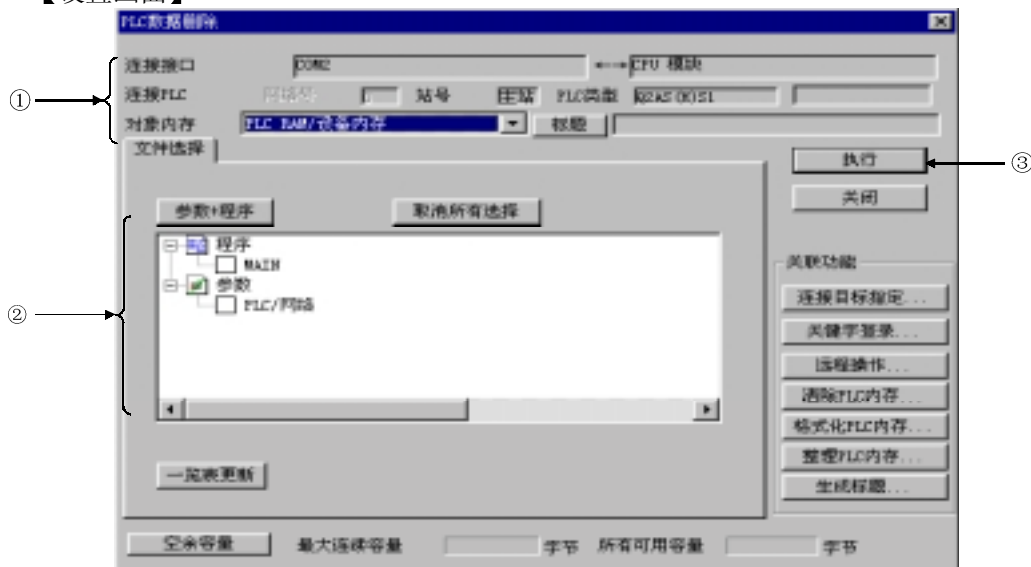 【设置画面】
PLC数据删除
连接接口 COM2 ←→ CPU 模块
① 连接PLC 网络号 站号 主站 PLC类型 Q2AS(H)S1
对象内存 PLC RAM/设备内存 标题
文件选择
执行 ③
关闭
参数+程序 取消所有选择
程序
MAIN
参数
PLC/网络
②
关联功能
连接目标指定...
关键字登录...
远程操作...
清除PLC内存...
格式化PLC内存...
整理PLC内存...
生成标题...
一览表更新
空余容量 最大连续容量 字节 所有可用容量 字节